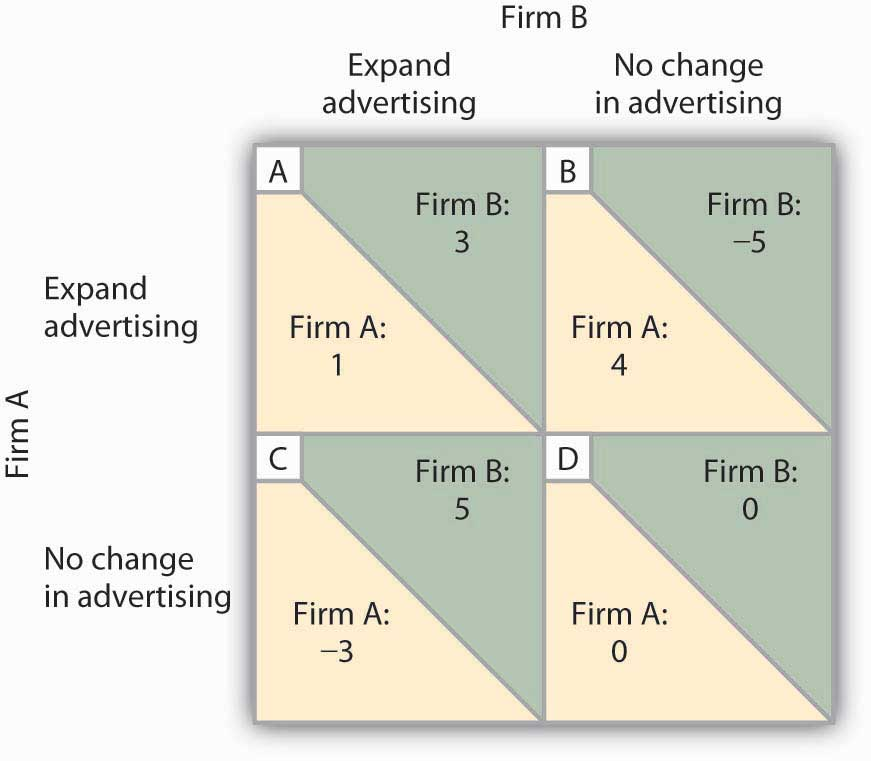 Firm B
Expand
advertising
No change
in advertising
A
Firm B:
3
B
Firm B:
−5
Firm A
Expand
advertising
Firm A:
1
Firm A:
4
C
Firm B:
5
D
Firm B:
0
No change
in advertising
Firm A:
−3
Firm A:
0